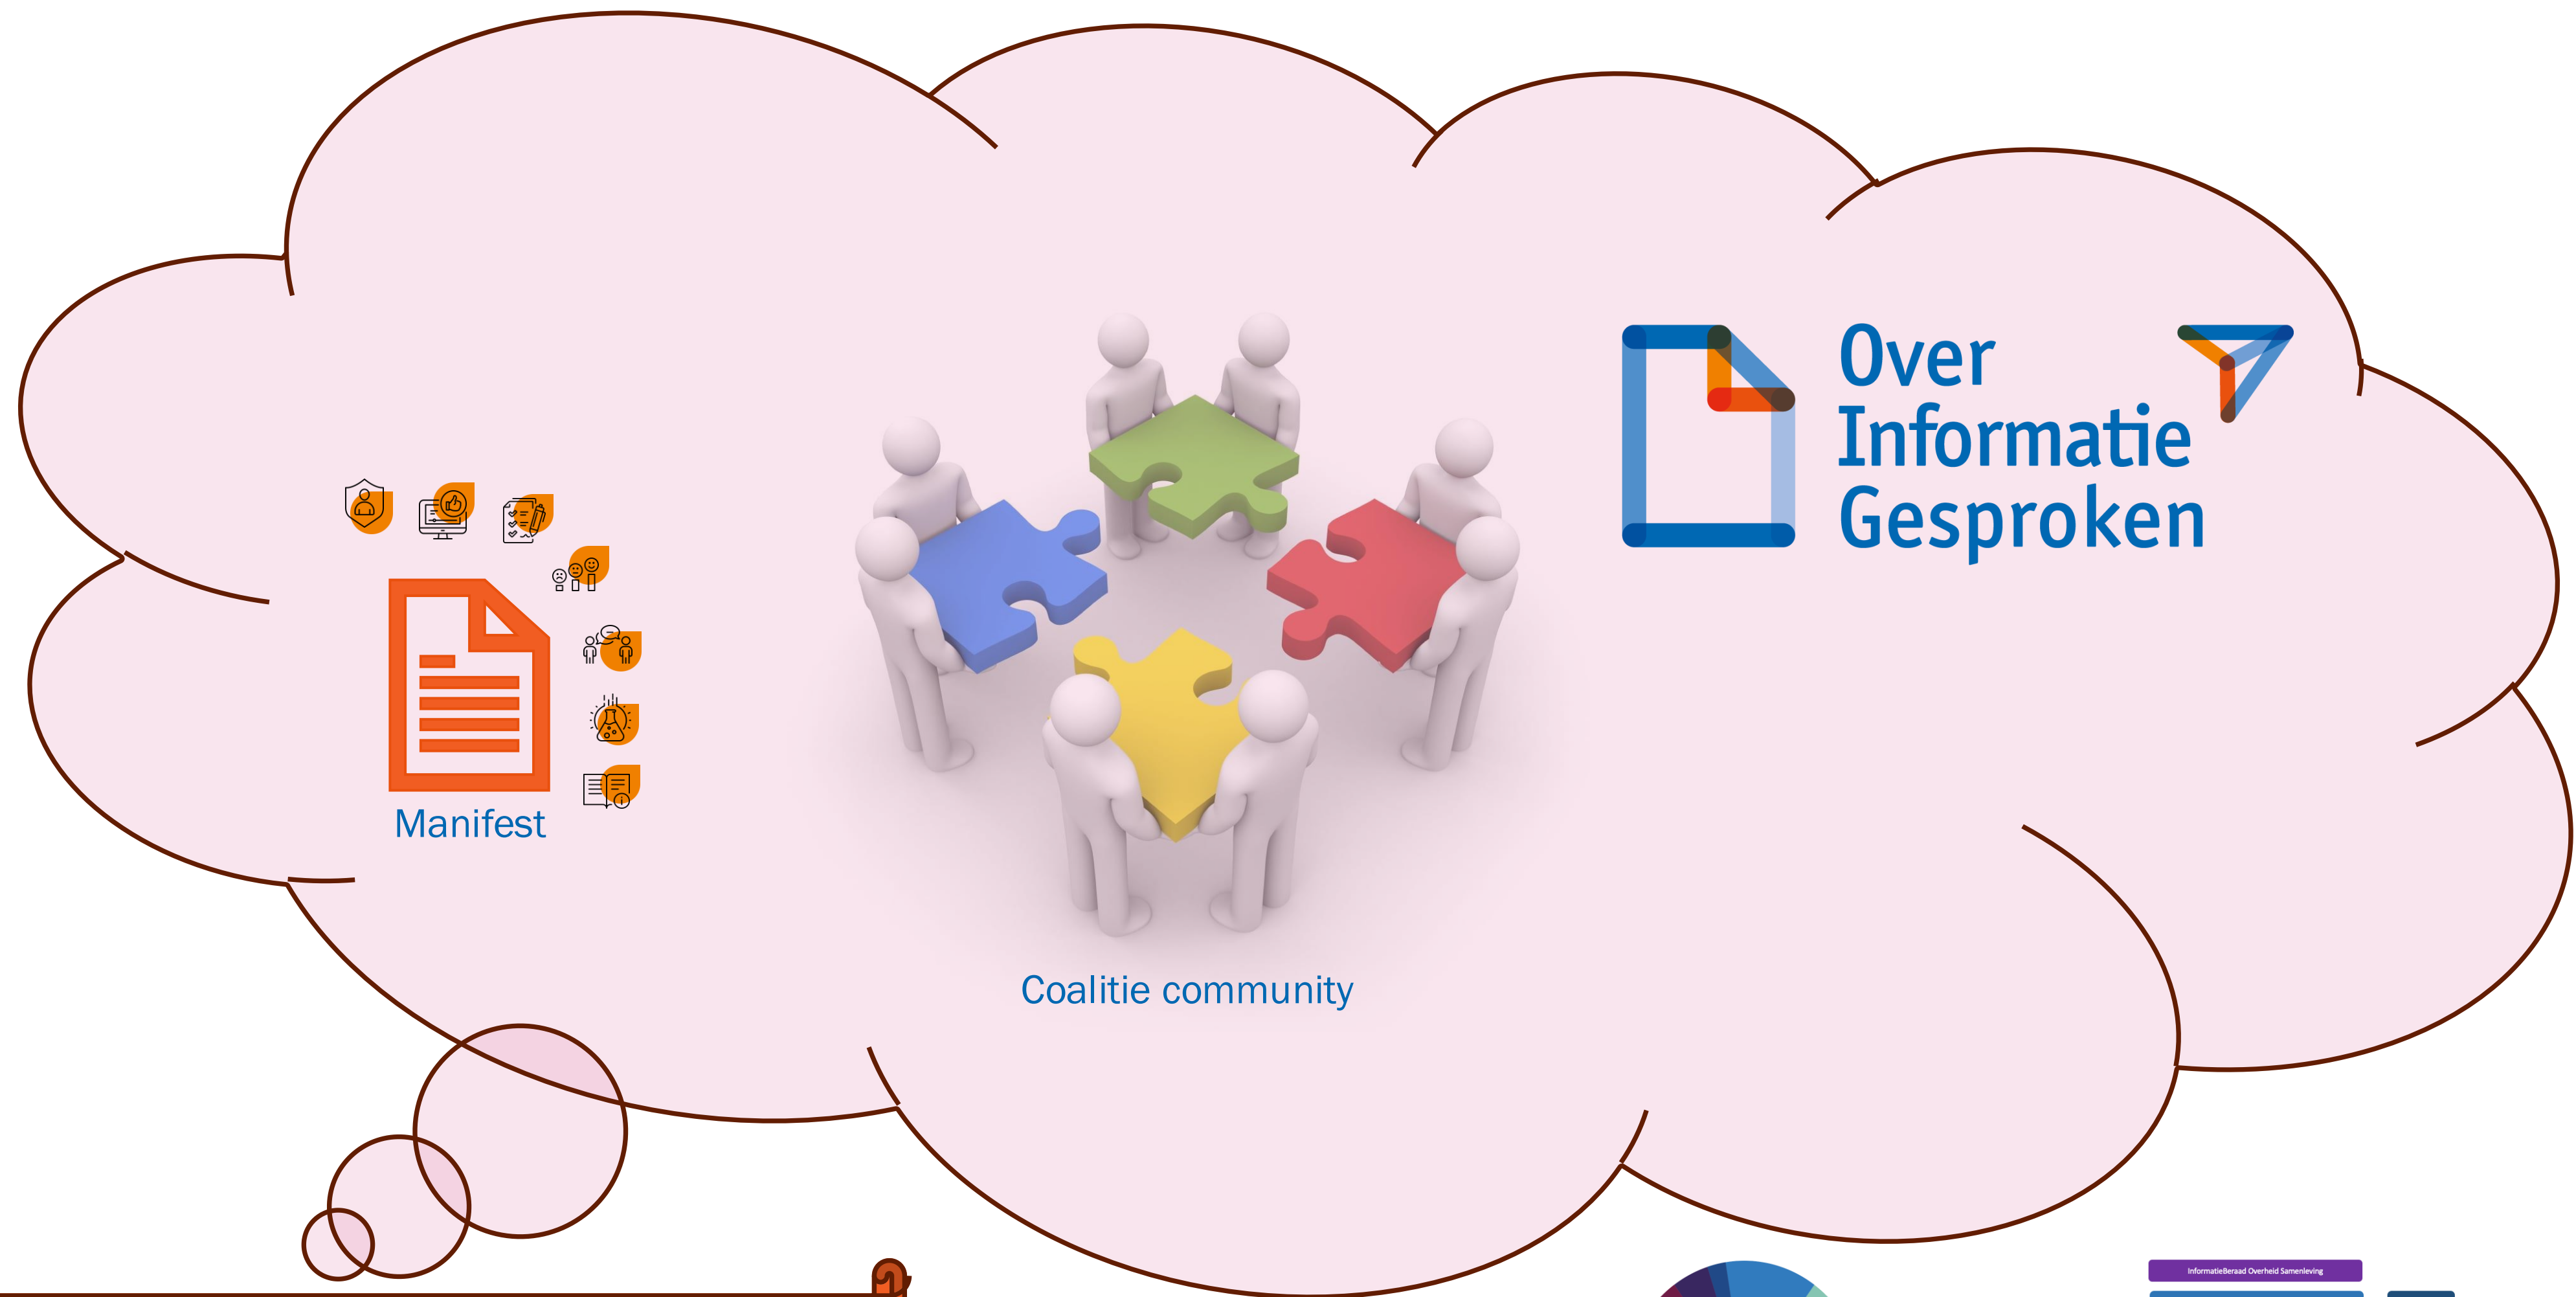 Over
Informatie
Gesproken
Manifest
Coalitie community
InformatieBeraad Overheid Samenleving